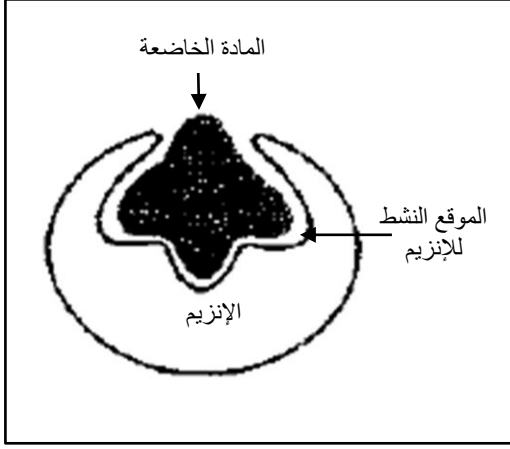 المادة الخاضعة
الموقع النشط
للإنزيم
الإنزيم